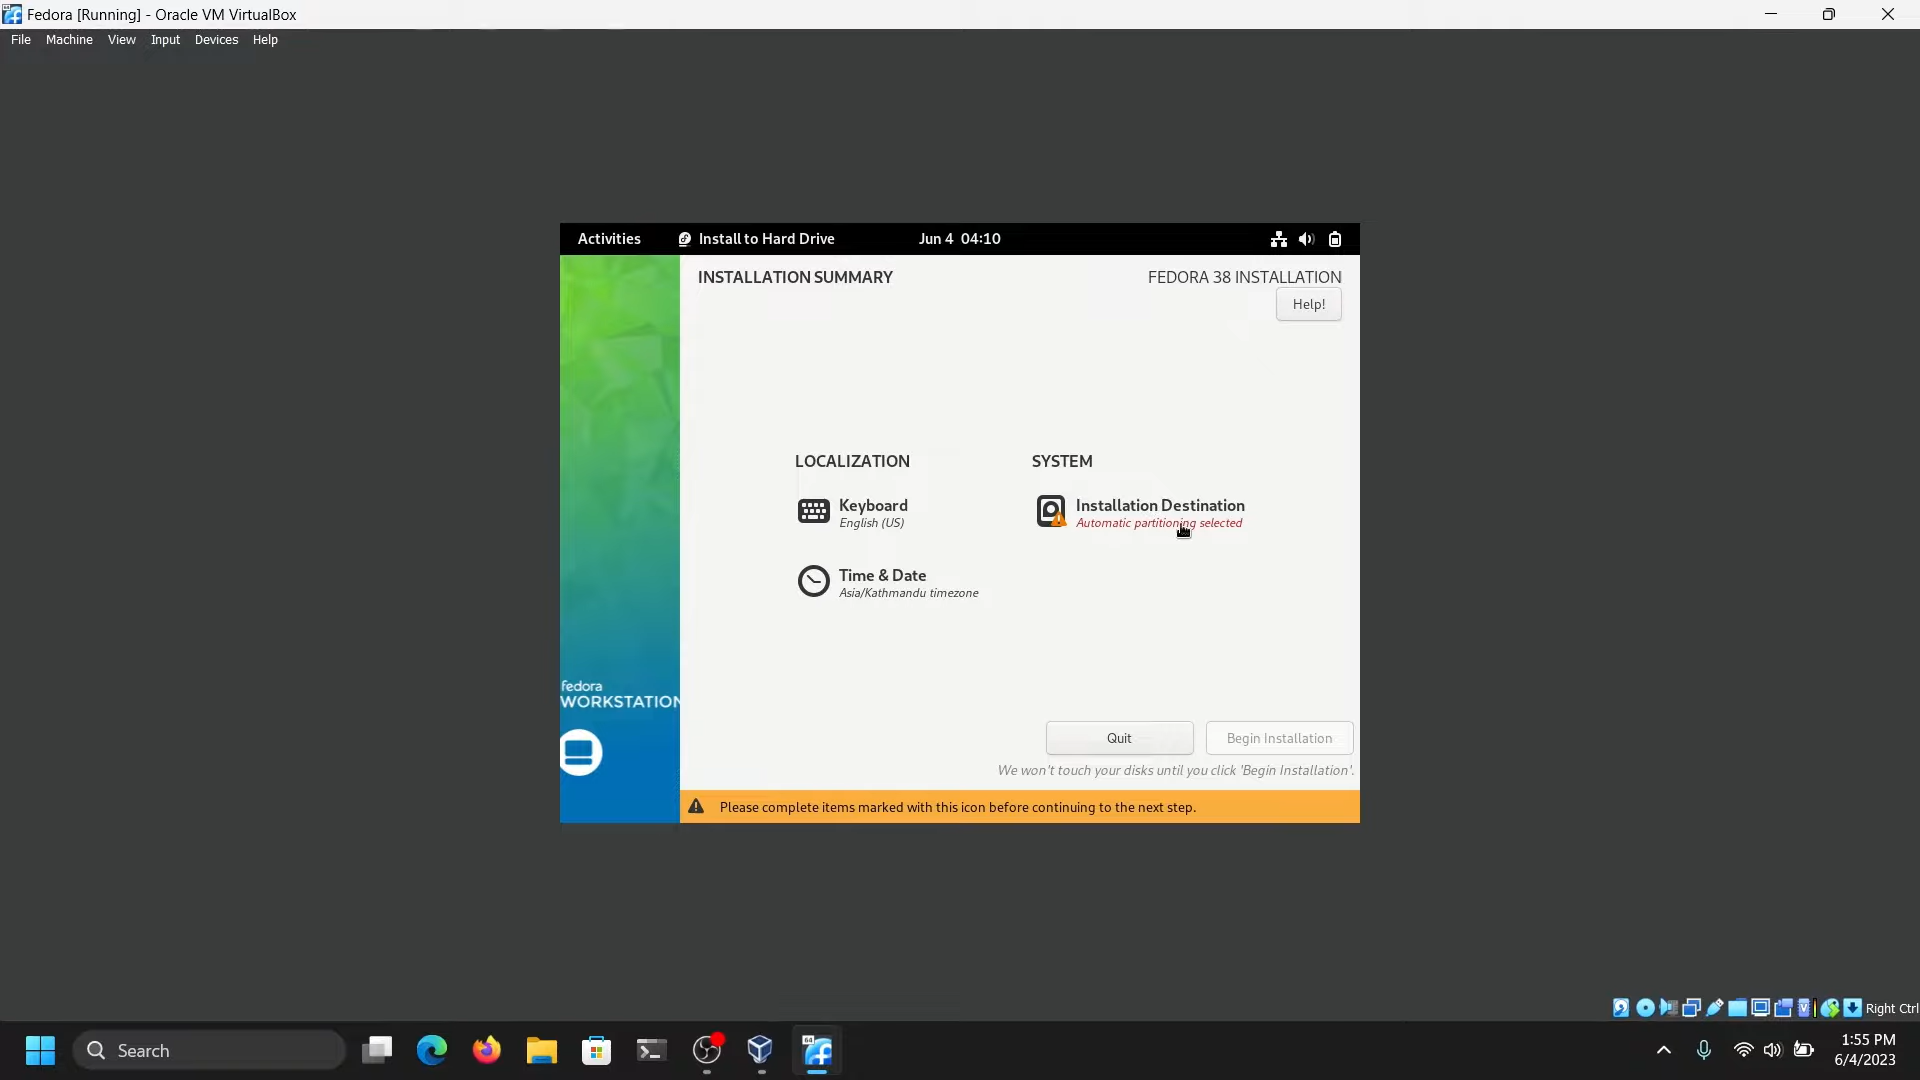 Fedora [Running] - Oracle VM VirtualBox
File Machine View Input Devices Help
Activities Install to Hard Drive Jun 4 04:10
INSTALLATION SUMMARY FEDORA 38 INSTALLATION
Help!
LOCALIZATION SYSTEM
Keyboard
English (US)
Installation Destination
Automatic partitioning selected
Time & Date
Asia/Kathmandu timezone
fedora
WORKSTATION
Quit Begin Installation
We won't touch your disks until you click 'Begin Installation'.
Please complete items marked with this icon before continuing to the next step.
Right Ctrl
Search
64
1:55 PM
6/4/2023